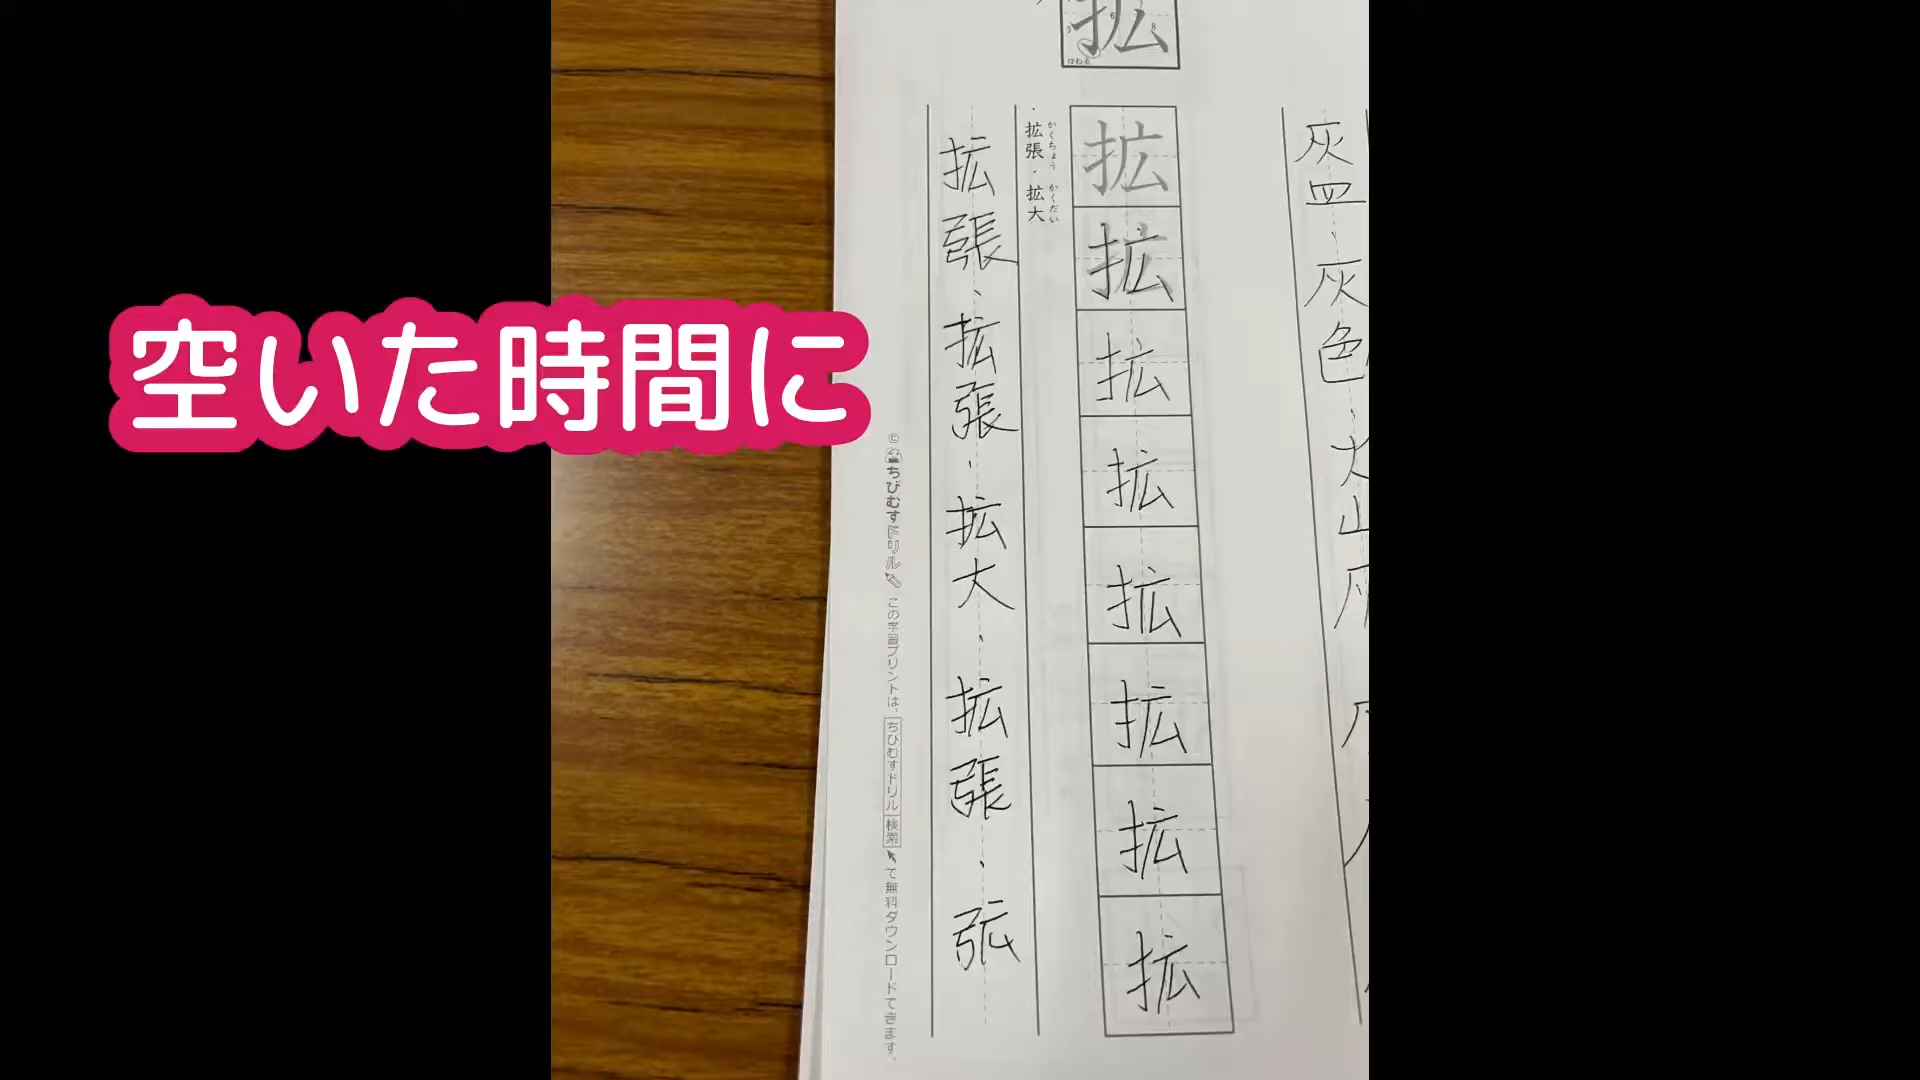 空いた時間に
灰皿、灰色、火山灰
拡
はねる
拡
拡
拡
拡
拡
拡
拡
拡
かくちょう かくだい
・拡張・拡大
拡張、拡張、拡大、拡張、
©ちびむすドリル この学習プリントは、ちびむすドリル 検索 で無料ダウンロードできます。